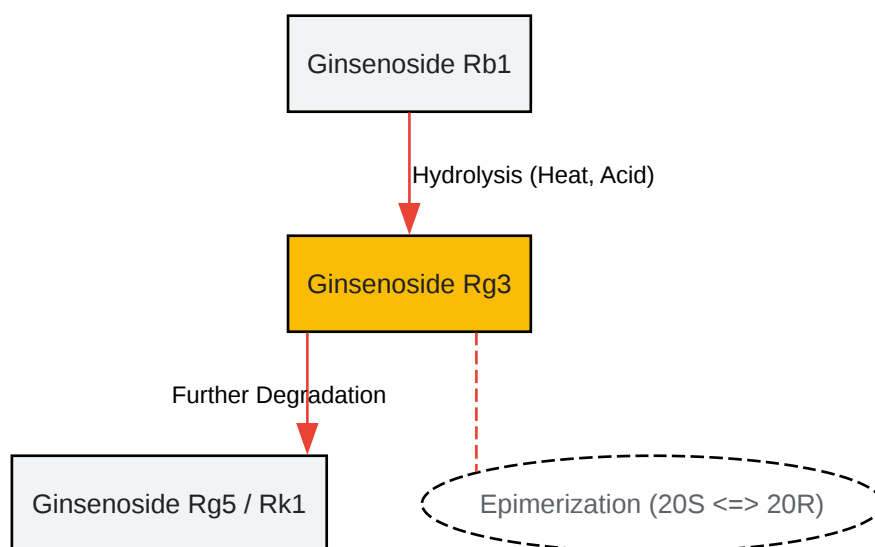 Ginsenoside Rb1
Hydrolysis (Heat, Acid)
Ginsenoside Rg3
Further Degradation
Ginsenoside Rg5 / Rk1
Epimerization (20S <=> 20R)